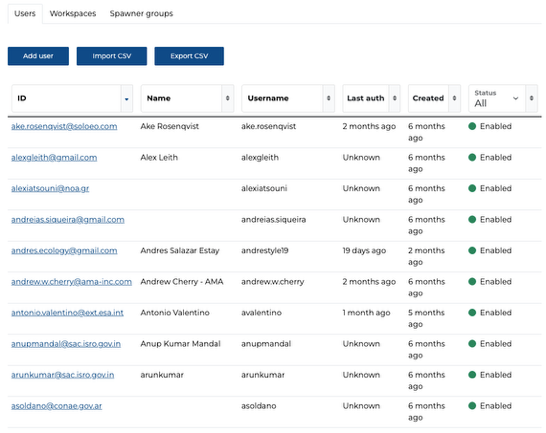 Users Workspaces Spawner groups
Add user Import CSV Export CSV
ID Name Username Last auth Created Status All
ake.rosenqvist@soloeo.com Ake Rosenqvist ake.rosenqvist 2 months ago 6 months ago Enabled
alexgleith@gmail.com Alex Leith alexgleith Unknown 6 months ago Enabled
alexiatsouni@noa.gr alexiatsouni Unknown 6 months ago Enabled
andreias.siqueira@gmail.com andreias.siqueira Unknown 6 months ago Enabled
andres.ecology@gmail.com Andres Salazar Estay andrestyle19 19 days ago 2 months ago Enabled
andrew.w.cherry@ama-inc.com Andrew Cherry - AMA andrew.w.cherry 2 months ago 6 months ago Enabled
antonio.valentino@ext.esa.int Antonio Valentino avalentino 1 month ago 5 months ago Enabled
anupmandal@sac.isro.gov.in Anup Kumar Mandal anupmandal Unknown 6 months ago Enabled
arunkumar@sac.isro.gov.in arunkumar arunkumar Unknown 6 months ago Enabled
asoldano@conae.gov.ar asoldano Unknown 6 months ago Enabled